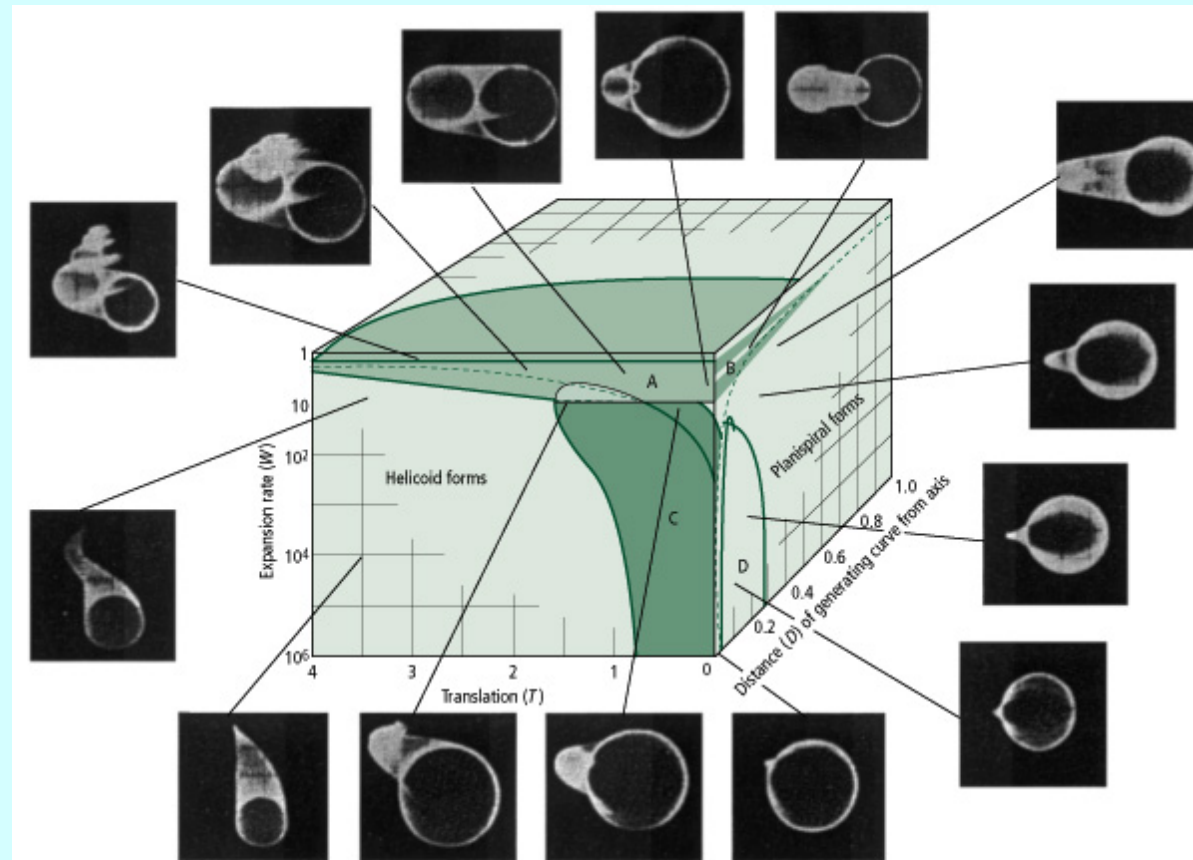 1
10
10²
10⁴
10⁶
Expansion rate (W)
4
3
2
1
0
Translation (T)
0.2
0.4
0.6
0.8
1.0
Distance (D) of generating curve from axis
Helicoid forms
Planispiral forms
A
B
C
D